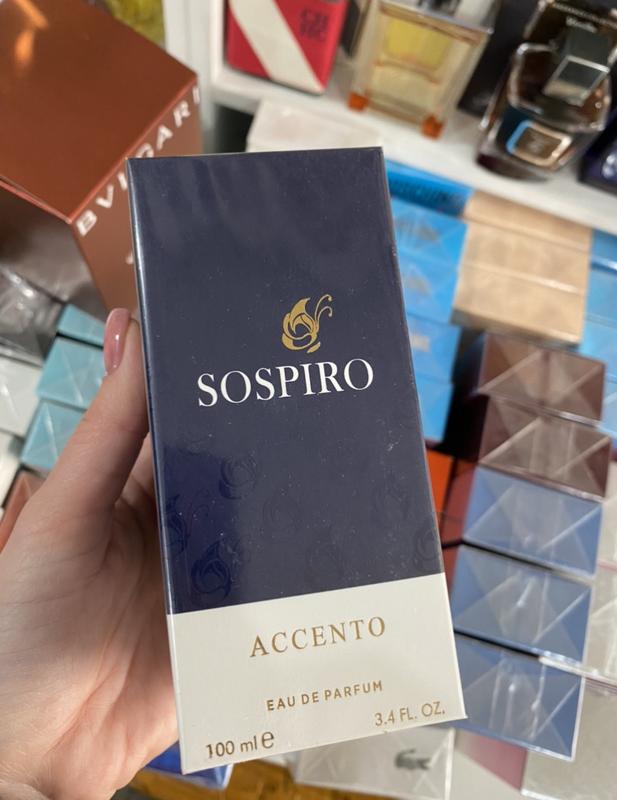 BVLGARI
SOSPIRO
ACCENTO
EAU DE PARFUM
3.4 FL. OZ.
100 ml e